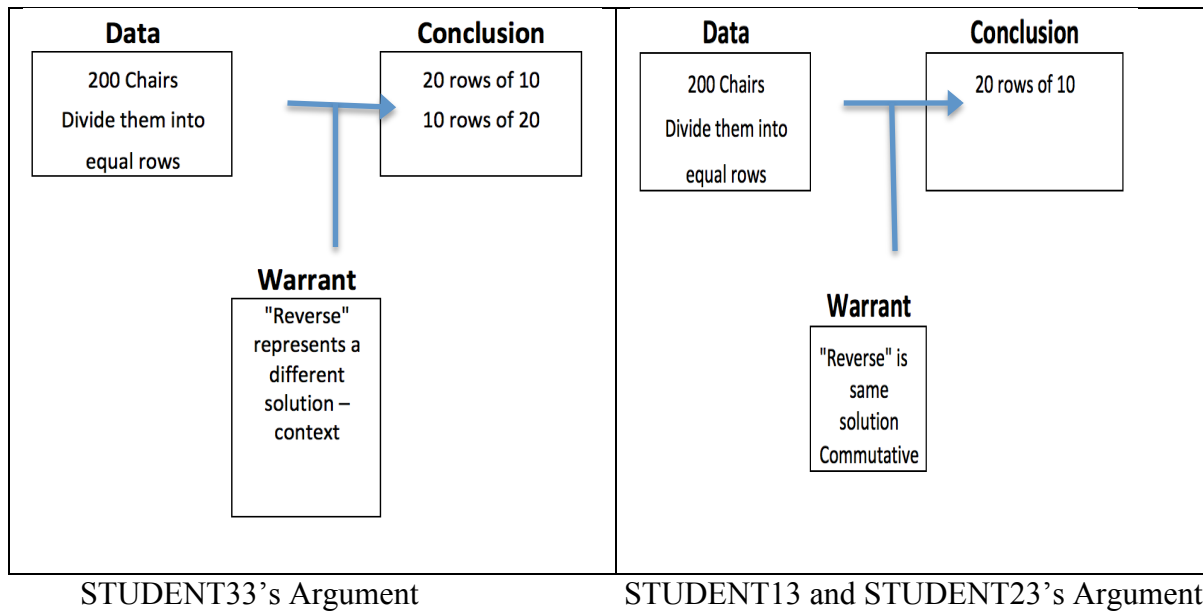 Data
200 Chairs
Divide them into
equal rows
Conclusion
20 rows of 10
10 rows of 20
Warrant
"Reverse"
represents a
different
solution –
context
STUDENT33’s Argument
Data
200 Chairs
Divide them into
equal rows
Conclusion
20 rows of 10
Warrant
"Reverse" is
same
solution
Commutative
STUDENT13 and STUDENT23’s Argument